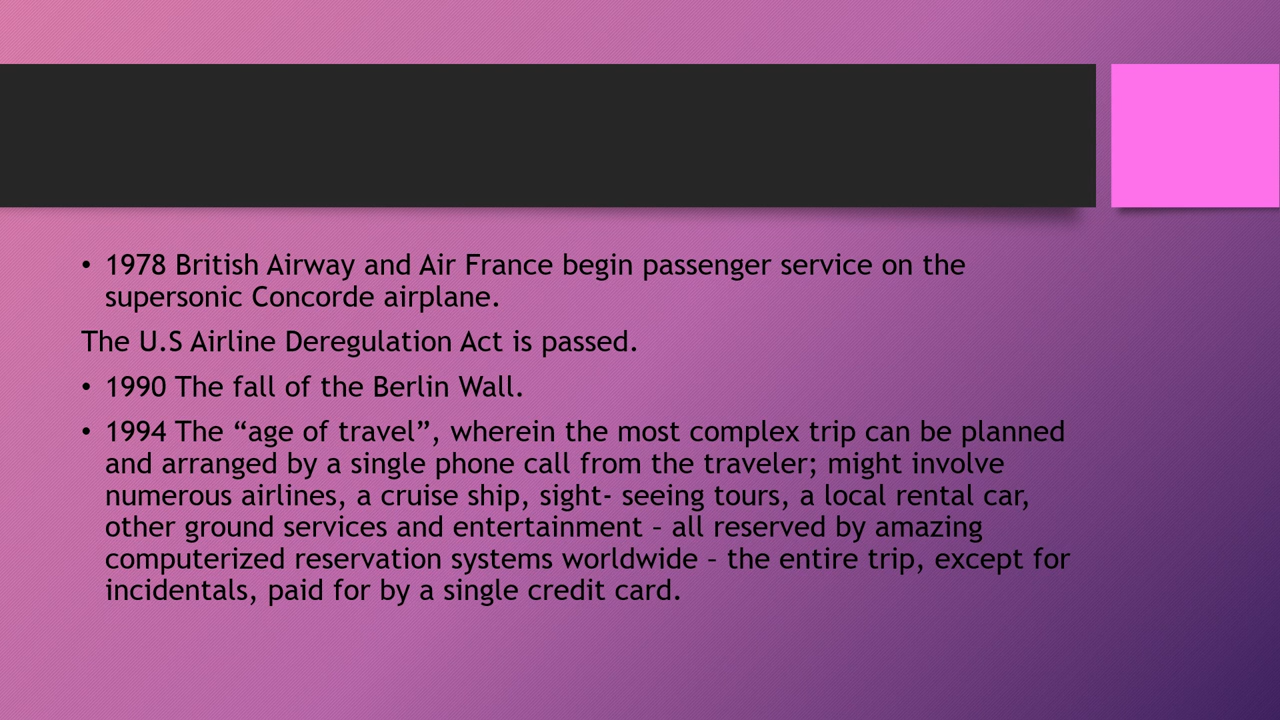 • 1978 British Airway and Air France begin passenger service on the
supersonic Concorde airplane.
The U.S Airline Deregulation Act is passed.
• 1990 The fall of the Berlin Wall.
• 1994 The “age of travel”, wherein the most complex trip can be planned
and arranged by a single phone call from the traveler; might involve
numerous airlines, a cruise ship, sight- seeing tours, a local rental car,
other ground services and entertainment – all reserved by amazing
computerized reservation systems worldwide – the entire trip, except for
incidentals, paid for by a single credit card.